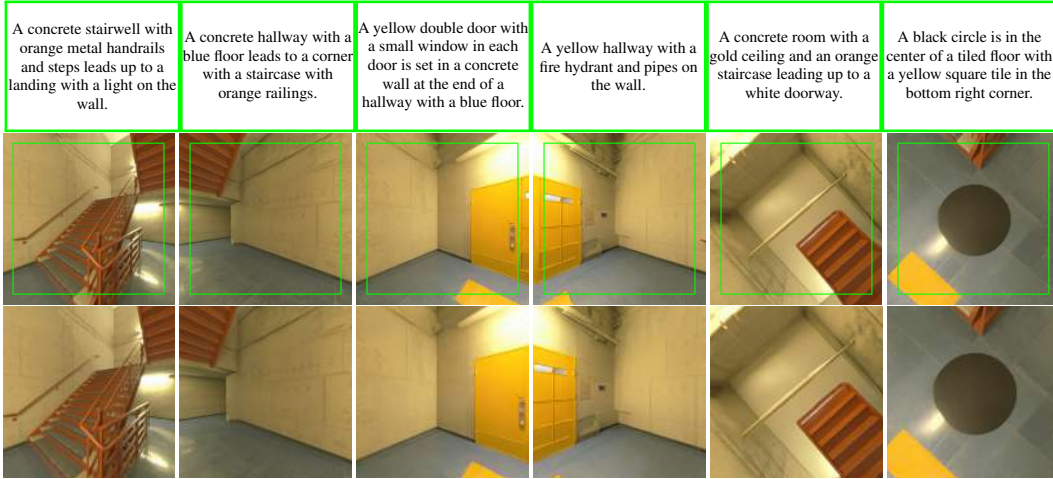 A concrete stairwell with
orange metal handrails
and steps leads up to a
landing with a light on the
wall.
A concrete hallway with a
blue floor leads to a corner
with a staircase with
orange railings.
A yellow double door with
a small window in each
door is set in a concrete
wall at the end of a
hallway with a blue floor.
A yellow hallway with a
fire hydrant and pipes on
the wall.
A concrete room with a
gold ceiling and an orange
staircase leading up to a
white doorway.
A black circle is in the
center of a tiled floor with
a yellow square tile in the
bottom right corner.